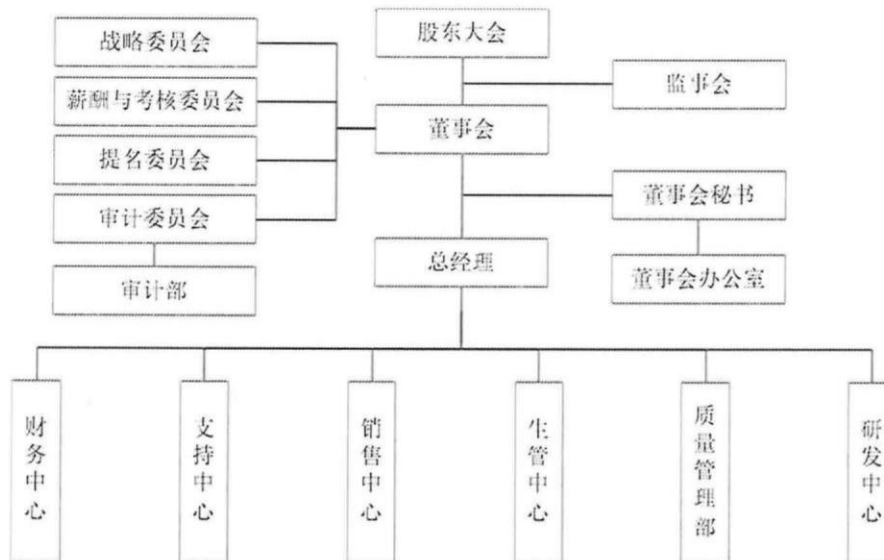 战略委员会
股东大会
监事会
薪酬与考核委员会
董事会
提名委员会
董事会秘书
审计委员会
总经理
董事会办公室
审计部
财务中心
支持中心
销售中心
生管中心
质量管理部
研发中心